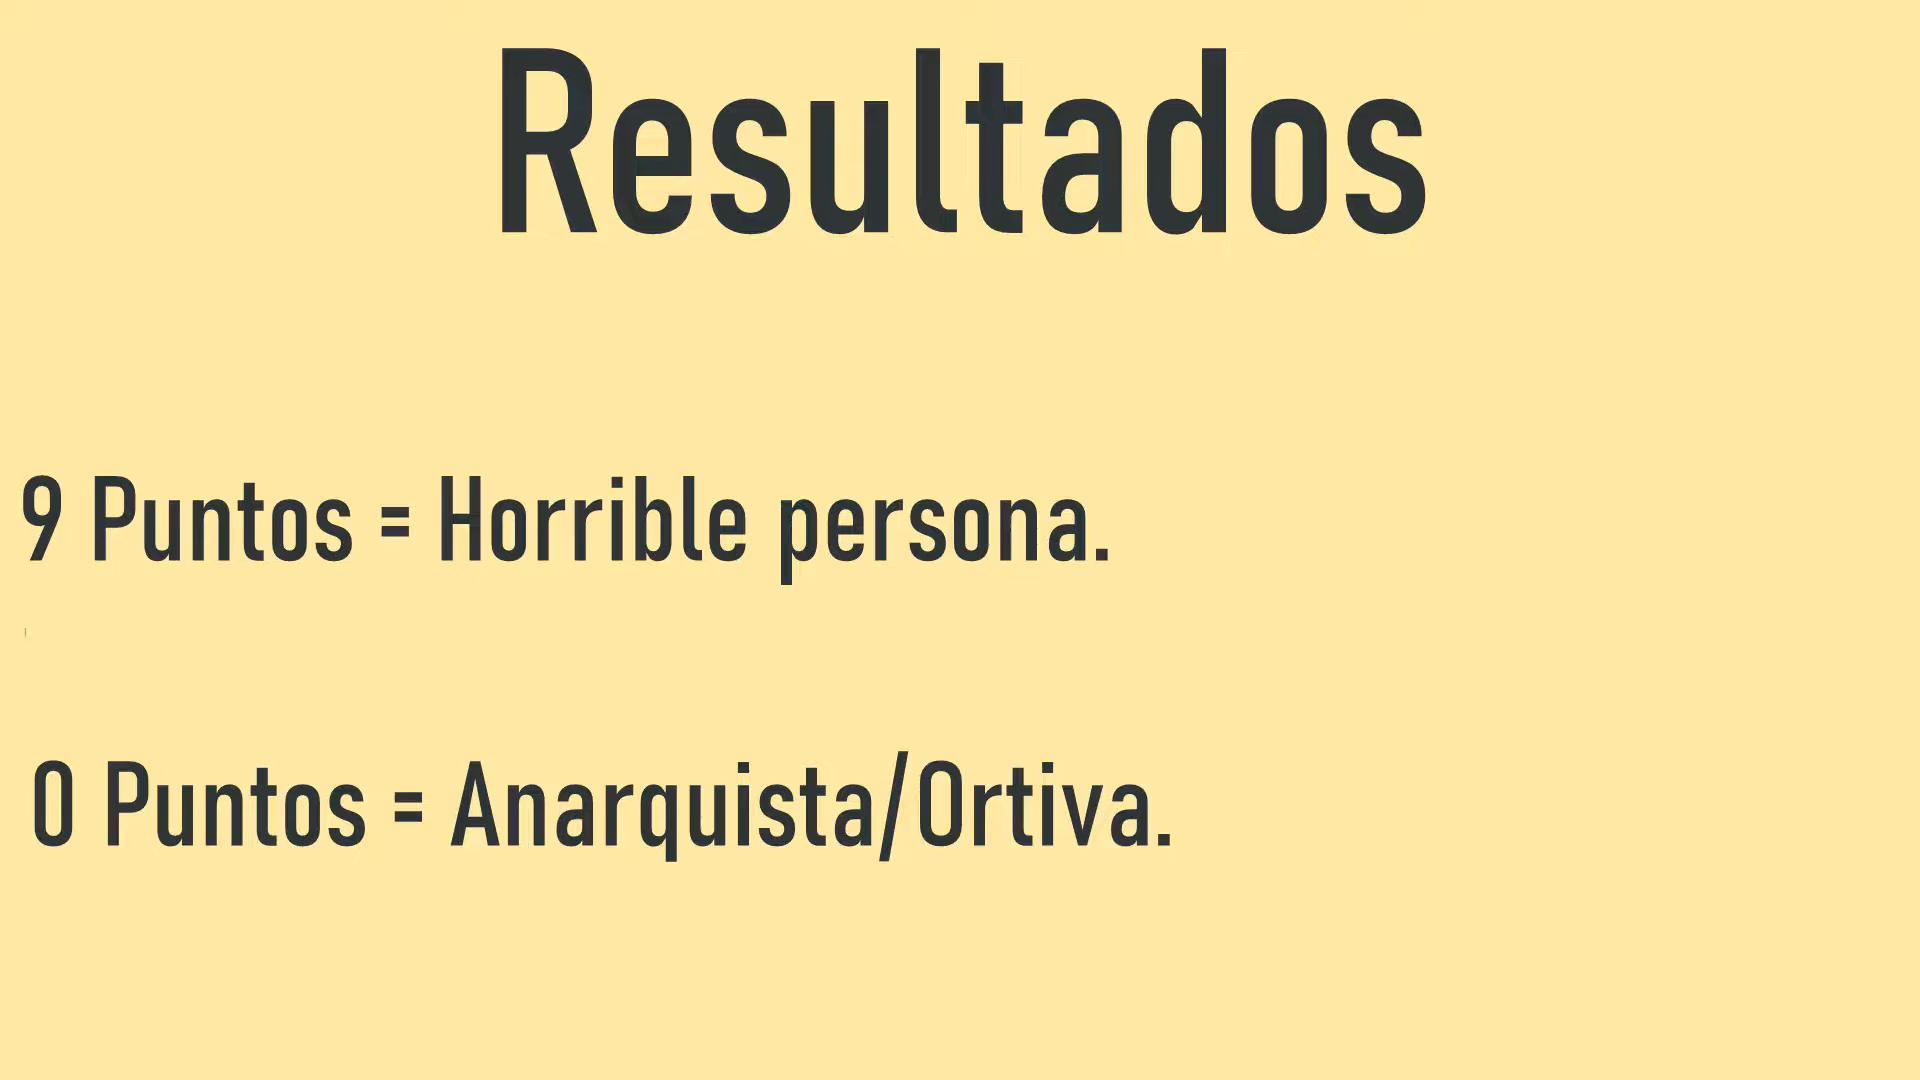 Resultados
9 Puntos = Horrible persona.
0 Puntos = Anarquista/Ortiva.